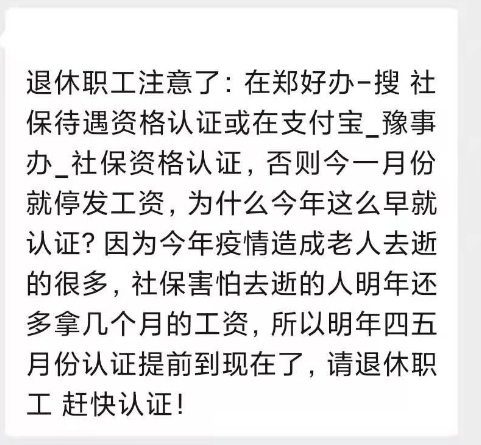 退休职工注意了：在郑好办-搜 社
保待遇资格认证或在支付宝_豫事
办_社保资格认证，否则今一月份
就停发工资，为什么今年这么早就
认证？因为今年疫情造成老人去逝
的很多，社保害怕去逝的人明年还
多拿几个月的工资，所以明年四五
月份认证提前到现在了，请退休职
工 赶快认证！